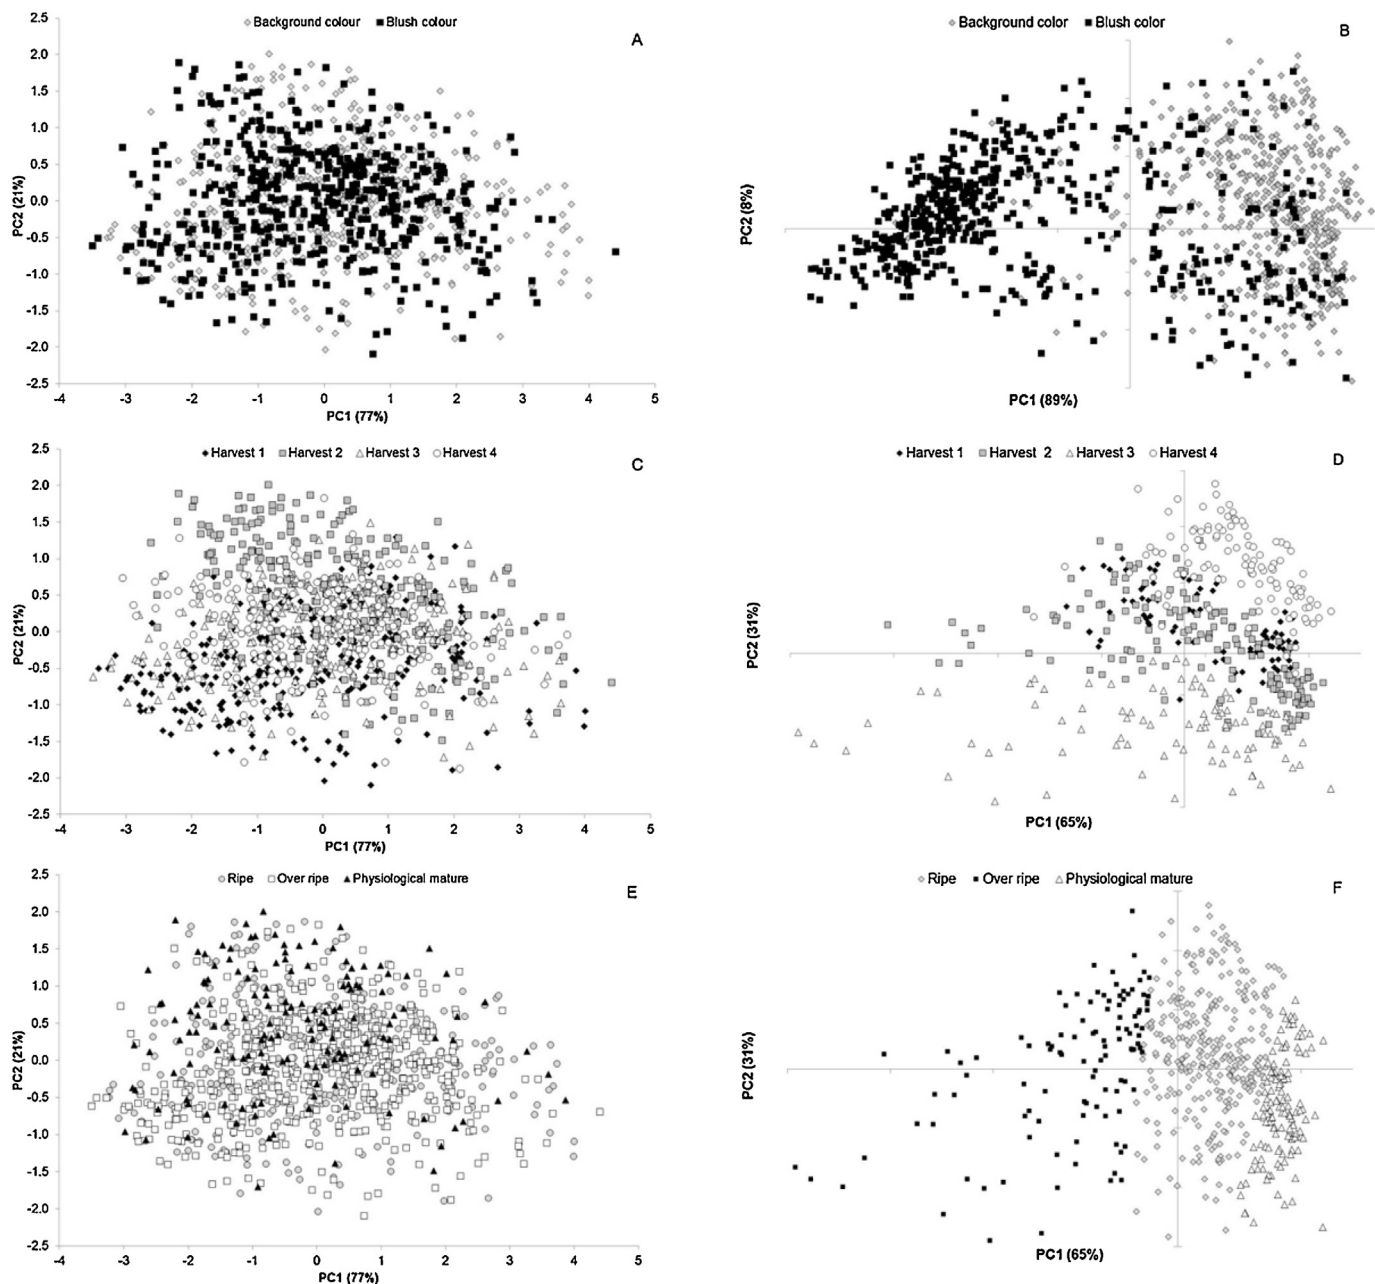 Background colour Blush colour
A
2.5
2.0
1.5
1.0
0.5
0.0
-0.5
-1.0
-1.5
-2.0
-2.5
PC2 (21%)
-4 -3 -2 -1 0 1 2 3 4 5
PC1 (77%)
Background color Blush color
B
PC2 (8%)
PC1 (89%)
Harvest 1 Harvest 2 Harvest 3 Harvest 4
C
2.5
2.0
1.5
1.0
0.5
0.0
-0.5
-1.0
-1.5
-2.0
-2.5
PC2 (21%)
-4 -3 -2 -1 0 1 2 3 4 5
PC1 (77%)
Harvest 1 Harvest 2 Harvest 3 Harvest 4
D
PC2 (31%)
PC1 (65%)
Ripe Over ripe Physiological mature
E
2.5
2.0
1.5
1.0
0.5
0.0
-0.5
-1.0
-1.5
-2.0
-2.5
PC2 (21%)
-4 -3 -2 -1 0 1 2 3 4 5
PC1 (77%)
Ripe Over ripe Physiological mature
F
PC2 (31%)
PC1 (65%)